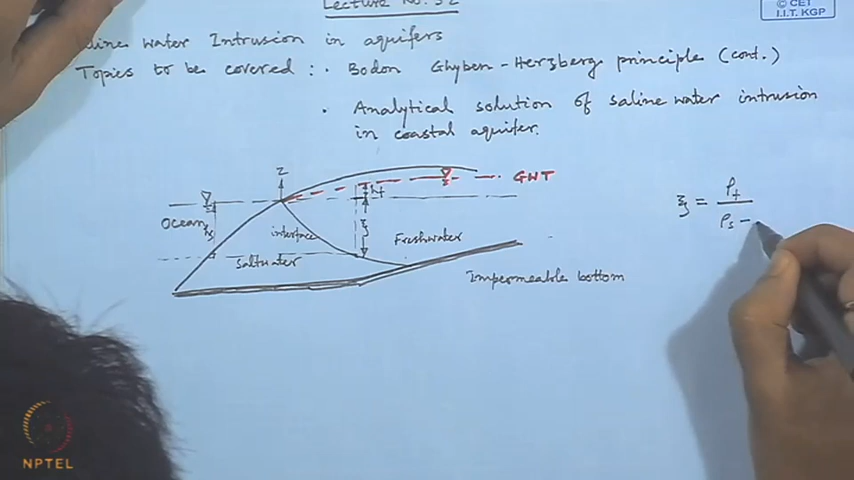 Lecture No. 32
© CET
I.I.T. KGP
Saline water Intrusion in aquifers
Topics to be covered : · Bodon Ghyben-Herzberg principle (cont.)
· Analytical solution of saline water intrusion
in coastal aquifer.
z
GWT
hf
Ocean
hs
ξ
interface
Freshwater
saltwater
Impermeable bottom
ξ = ρf / ρs -
NPTEL